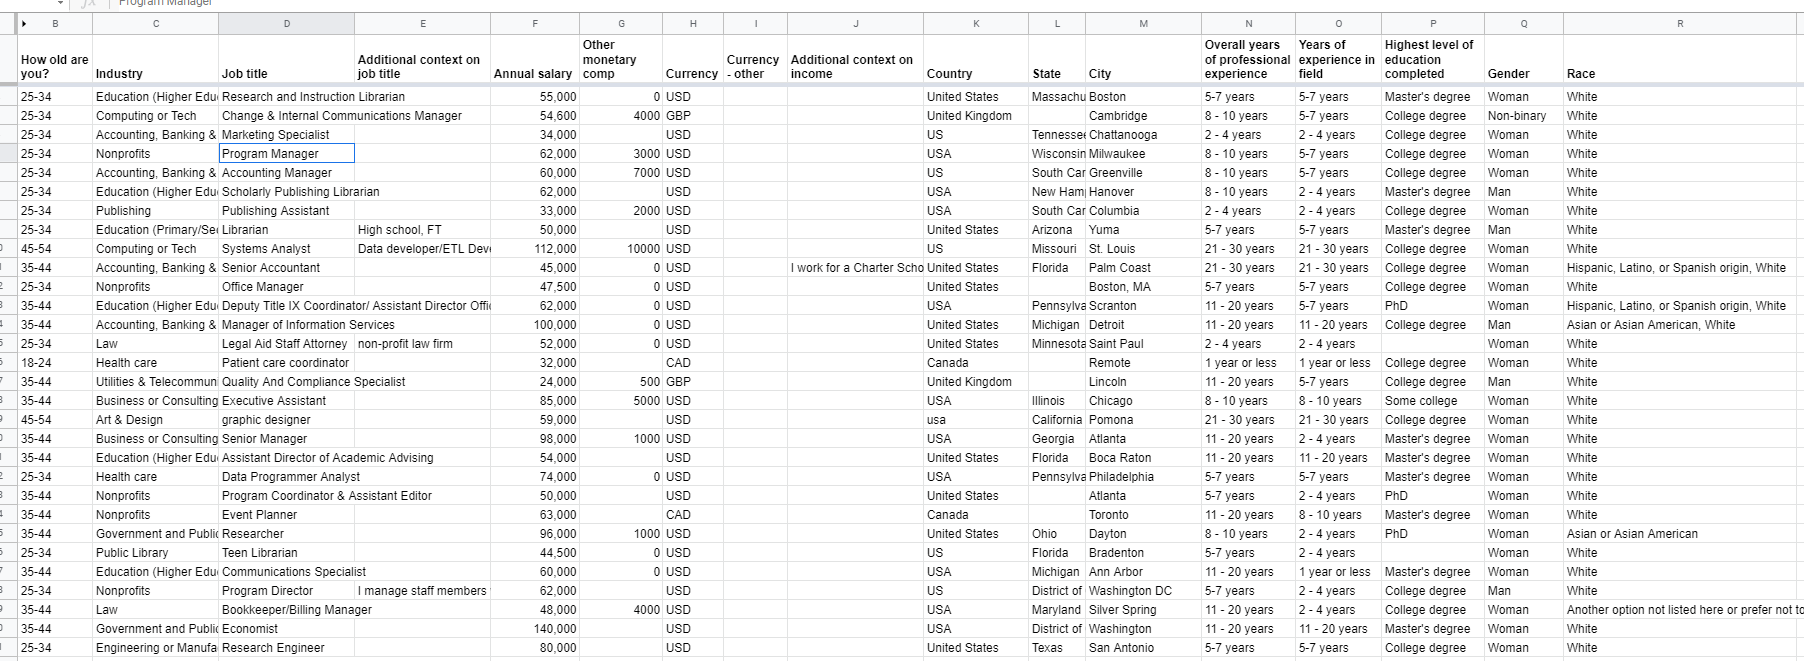 Program Manager
B C D E F G H I J K L M N O P Q R
How old are you? Industry Job title Additional context on job title Annual salary Other monetary comp Currency Currency - other Additional context on income Country State City Overall years of professional experience Years of experience in field Highest level of education completed Gender Race
25-34 Education (Higher Edu Research and Instruction Librarian 55,000 0 USD United States Massachu Boston 5-7 years 5-7 years Master's degree Woman White
25-34 Computing or Tech Change & Internal Communications Manager 54,600 4000 GBP United Kingdom Cambridge 8 - 10 years 5-7 years College degree Non-binary White
25-34 Accounting, Banking & Marketing Specialist 34,000 USD US Tennessee Chattanooga 2 - 4 years 2 - 4 years College degree Woman White
25-34 Nonprofits Program Manager 62,000 3000 USD USA Wisconsin Milwaukee 8 - 10 years 5-7 years College degree Woman White
25-34 Accounting, Banking & Accounting Manager 60,000 7000 USD US South Car Greenville 8 - 10 years 5-7 years College degree Woman White
25-34 Education (Higher Edu Scholarly Publishing Librarian 62,000 USD USA New Ham Hanover 8 - 10 years 2 - 4 years Master's degree Man White
25-34 Publishing Publishing Assistant 33,000 2000 USD USA South Car Columbia 2 - 4 years 2 - 4 years College degree Woman White
25-34 Education (Primary/Sec Librarian High school, FT 50,000 USD United States Arizona Yuma 5-7 years 5-7 years Master's degree Man White
45-54 Computing or Tech Systems Analyst Data developer/ETL Deve 112,000 10000 USD US Missouri St. Louis 21 - 30 years 21 - 30 years College degree Woman White
35-44 Accounting, Banking & Senior Accountant 45,000 0 USD I work for a Charter Scho United States Florida Palm Coast 21 - 30 years 21 - 30 years College degree Woman Hispanic, Latino, or Spanish origin, White
25-34 Nonprofits Office Manager 47,500 0 USD United States Boston, MA 5-7 years 5-7 years College degree Woman White
35-44 Education (Higher Edu Deputy Title IX Coordinator/ Assistant Director Offic 62,000 0 USD USA Pennsylva Scranton 11 - 20 years 5-7 years PhD Woman Hispanic, Latino, or Spanish origin, White
35-44 Accounting, Banking & Manager of Information Services 100,000 0 USD United States Michigan Detroit 11 - 20 years 11 - 20 years College degree Man Asian or Asian American, White
25-34 Law Legal Aid Staff Attorney non-profit law firm 52,000 0 USD United States Minnesota Saint Paul 2 - 4 years 2 - 4 years Woman White
18-24 Health care Patient care coordinator 32,000 CAD Canada Remote 1 year or less 1 year or less College degree Woman White
35-44 Utilities & Telecommuni Quality And Compliance Specialist 24,000 500 GBP United Kingdom Lincoln 11 - 20 years 5-7 years College degree Man White
35-44 Business or Consulting Executive Assistant 85,000 5000 USD USA Illinois Chicago 8 - 10 years 8 - 10 years Some college Woman White
45-54 Art & Design graphic designer 59,000 USD usa California Pomona 21 - 30 years 21 - 30 years College degree Woman White
35-44 Business or Consulting Senior Manager 98,000 1000 USD USA Georgia Atlanta 11 - 20 years 2 - 4 years Master's degree Woman White
35-44 Education (Higher Edu Assistant Director of Academic Advising 54,000 USD United States Florida Boca Raton 11 - 20 years 11 - 20 years Master's degree Woman White
25-34 Health care Data Programmer Analyst 74,000 0 USD USA Pennsylva Philadelphia 5-7 years 5-7 years Master's degree Woman White
35-44 Nonprofits Program Coordinator & Assistant Editor 50,000 USD United States Atlanta 5-7 years 2 - 4 years PhD Woman White
35-44 Nonprofits Event Planner 63,000 CAD Canada Toronto 11 - 20 years 8 - 10 years Master's degree Woman White
35-44 Government and Public Researcher 96,000 1000 USD United States Ohio Dayton 8 - 10 years 2 - 4 years PhD Woman Asian or Asian American
25-34 Public Library Teen Librarian 44,500 0 USD US Florida Bradenton 5-7 years 2 - 4 years Woman White
35-44 Education (Higher Edu Communications Specialist 60,000 0 USD USA Michigan Ann Arbor 11 - 20 years 1 year or less Master's degree Woman White
25-34 Nonprofits Program Director I manage staff members 62,000 USD US District of Washington DC 5-7 years 2 - 4 years College degree Man White
35-44 Law Bookkeeper/Billing Manager 48,000 4000 USD USA Maryland Silver Spring 11 - 20 years 2 - 4 years College degree Woman Another option not listed here or prefer not to
35-44 Government and Public Economist 140,000 USD USA District of Washington 11 - 20 years 11 - 20 years Master's degree Woman White
25-34 Engineering or Manufa Research Engineer 80,000 USD United States Texas San Antonio 5-7 years 5-7 years College degree Woman White